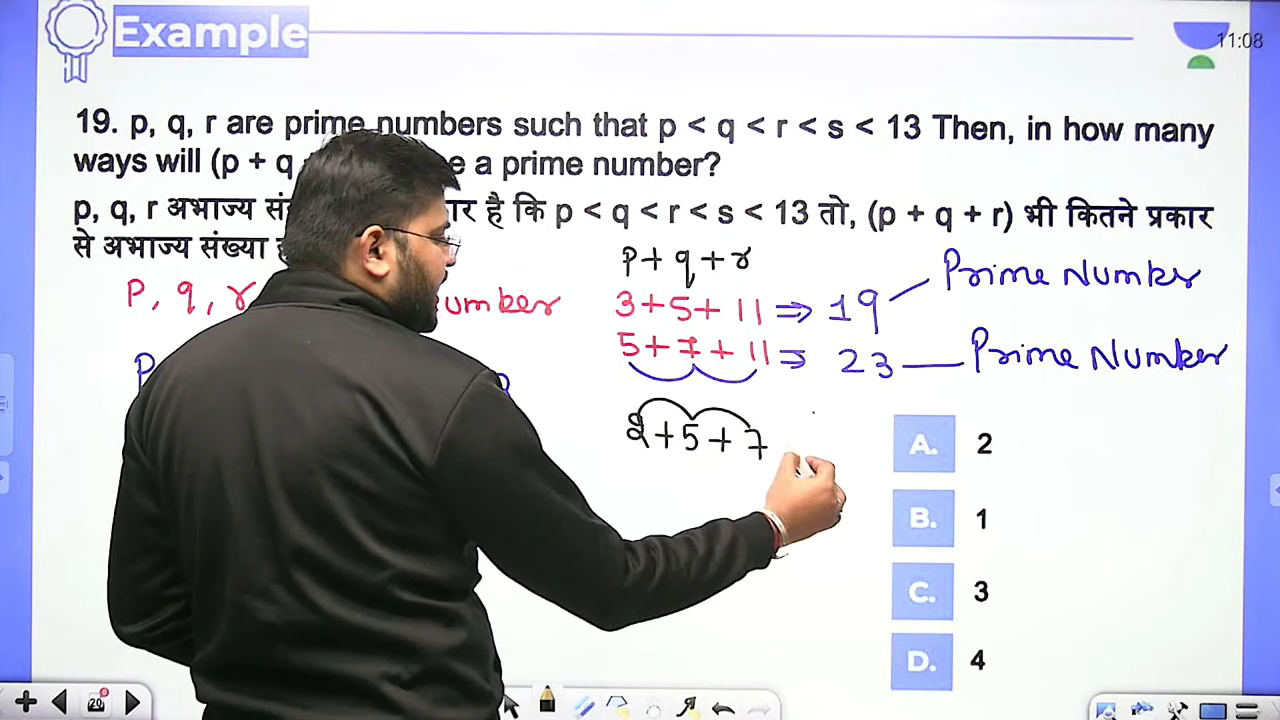 Example
11:08
19. p, q, r are prime numbers such that p < q < r < s < 13 Then, in how many
ways will (p + q e a prime number?
p, q, r अभाज्य सं ार है कि p < q < r < s < 13 तो, (p + q + r) भी कितने प्रकार
से अभाज्य संख्या ह
P, q, r umber
p + q + r
3+5+ 11 ⇒ 19 — Prime Number
5+7+11 ⇒ 23 — Prime Number
2+5+7
A. 2
B. 1
C. 3
D. 4
20